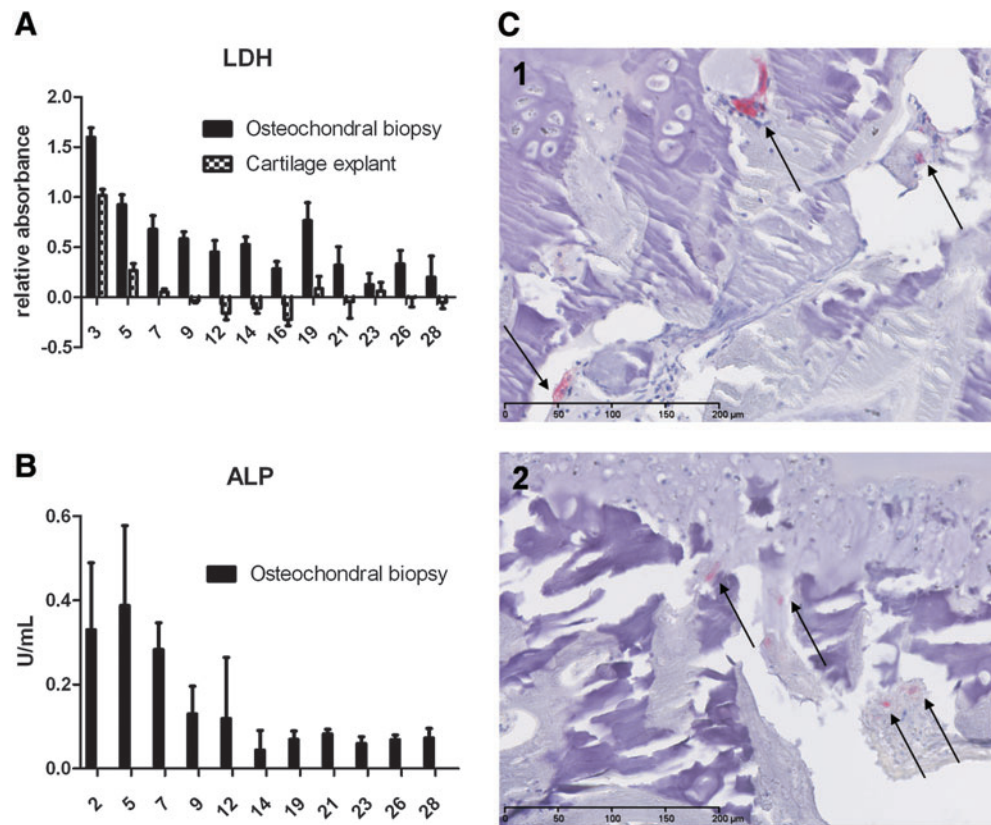 A
LDH
relative absorbance
2.0
1.5
1.0
0.5
0.0
-0.5
Osteochondral biopsy
Cartilage explant
3 5 7 9 12 14 16 19 21 23 26 28
B
ALP
U/mL
0.6
0.4
0.2
0.0
Osteochondral biopsy
2 5 7 9 12 14 19 21 23 26 28
C
1
0 50 100 150 200 µm
2
0 50 100 150 200 µm